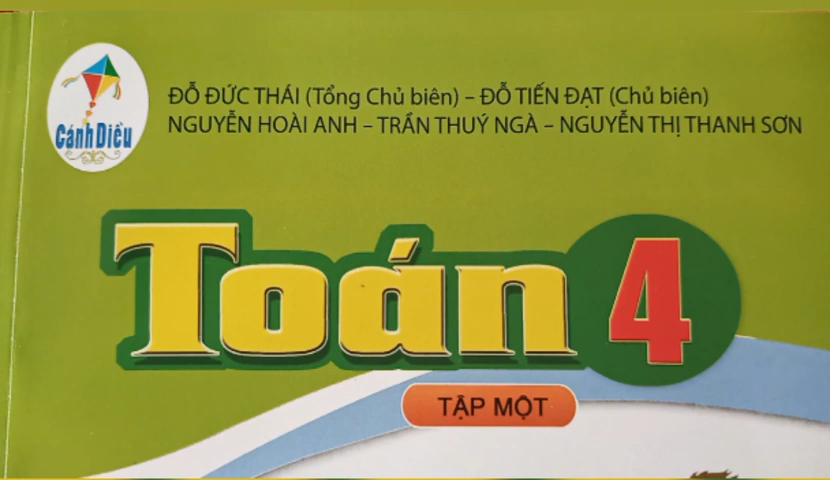 Cánh Diều
ĐỖ ĐỨC THÁI (Tổng Chủ biên) – ĐỖ TIẾN ĐẠT (Chủ biên)
NGUYỄN HOÀI ANH – TRẦN THUÝ NGÀ – NGUYỄN THỊ THANH SƠN
Toán 4
TẬP MỘT